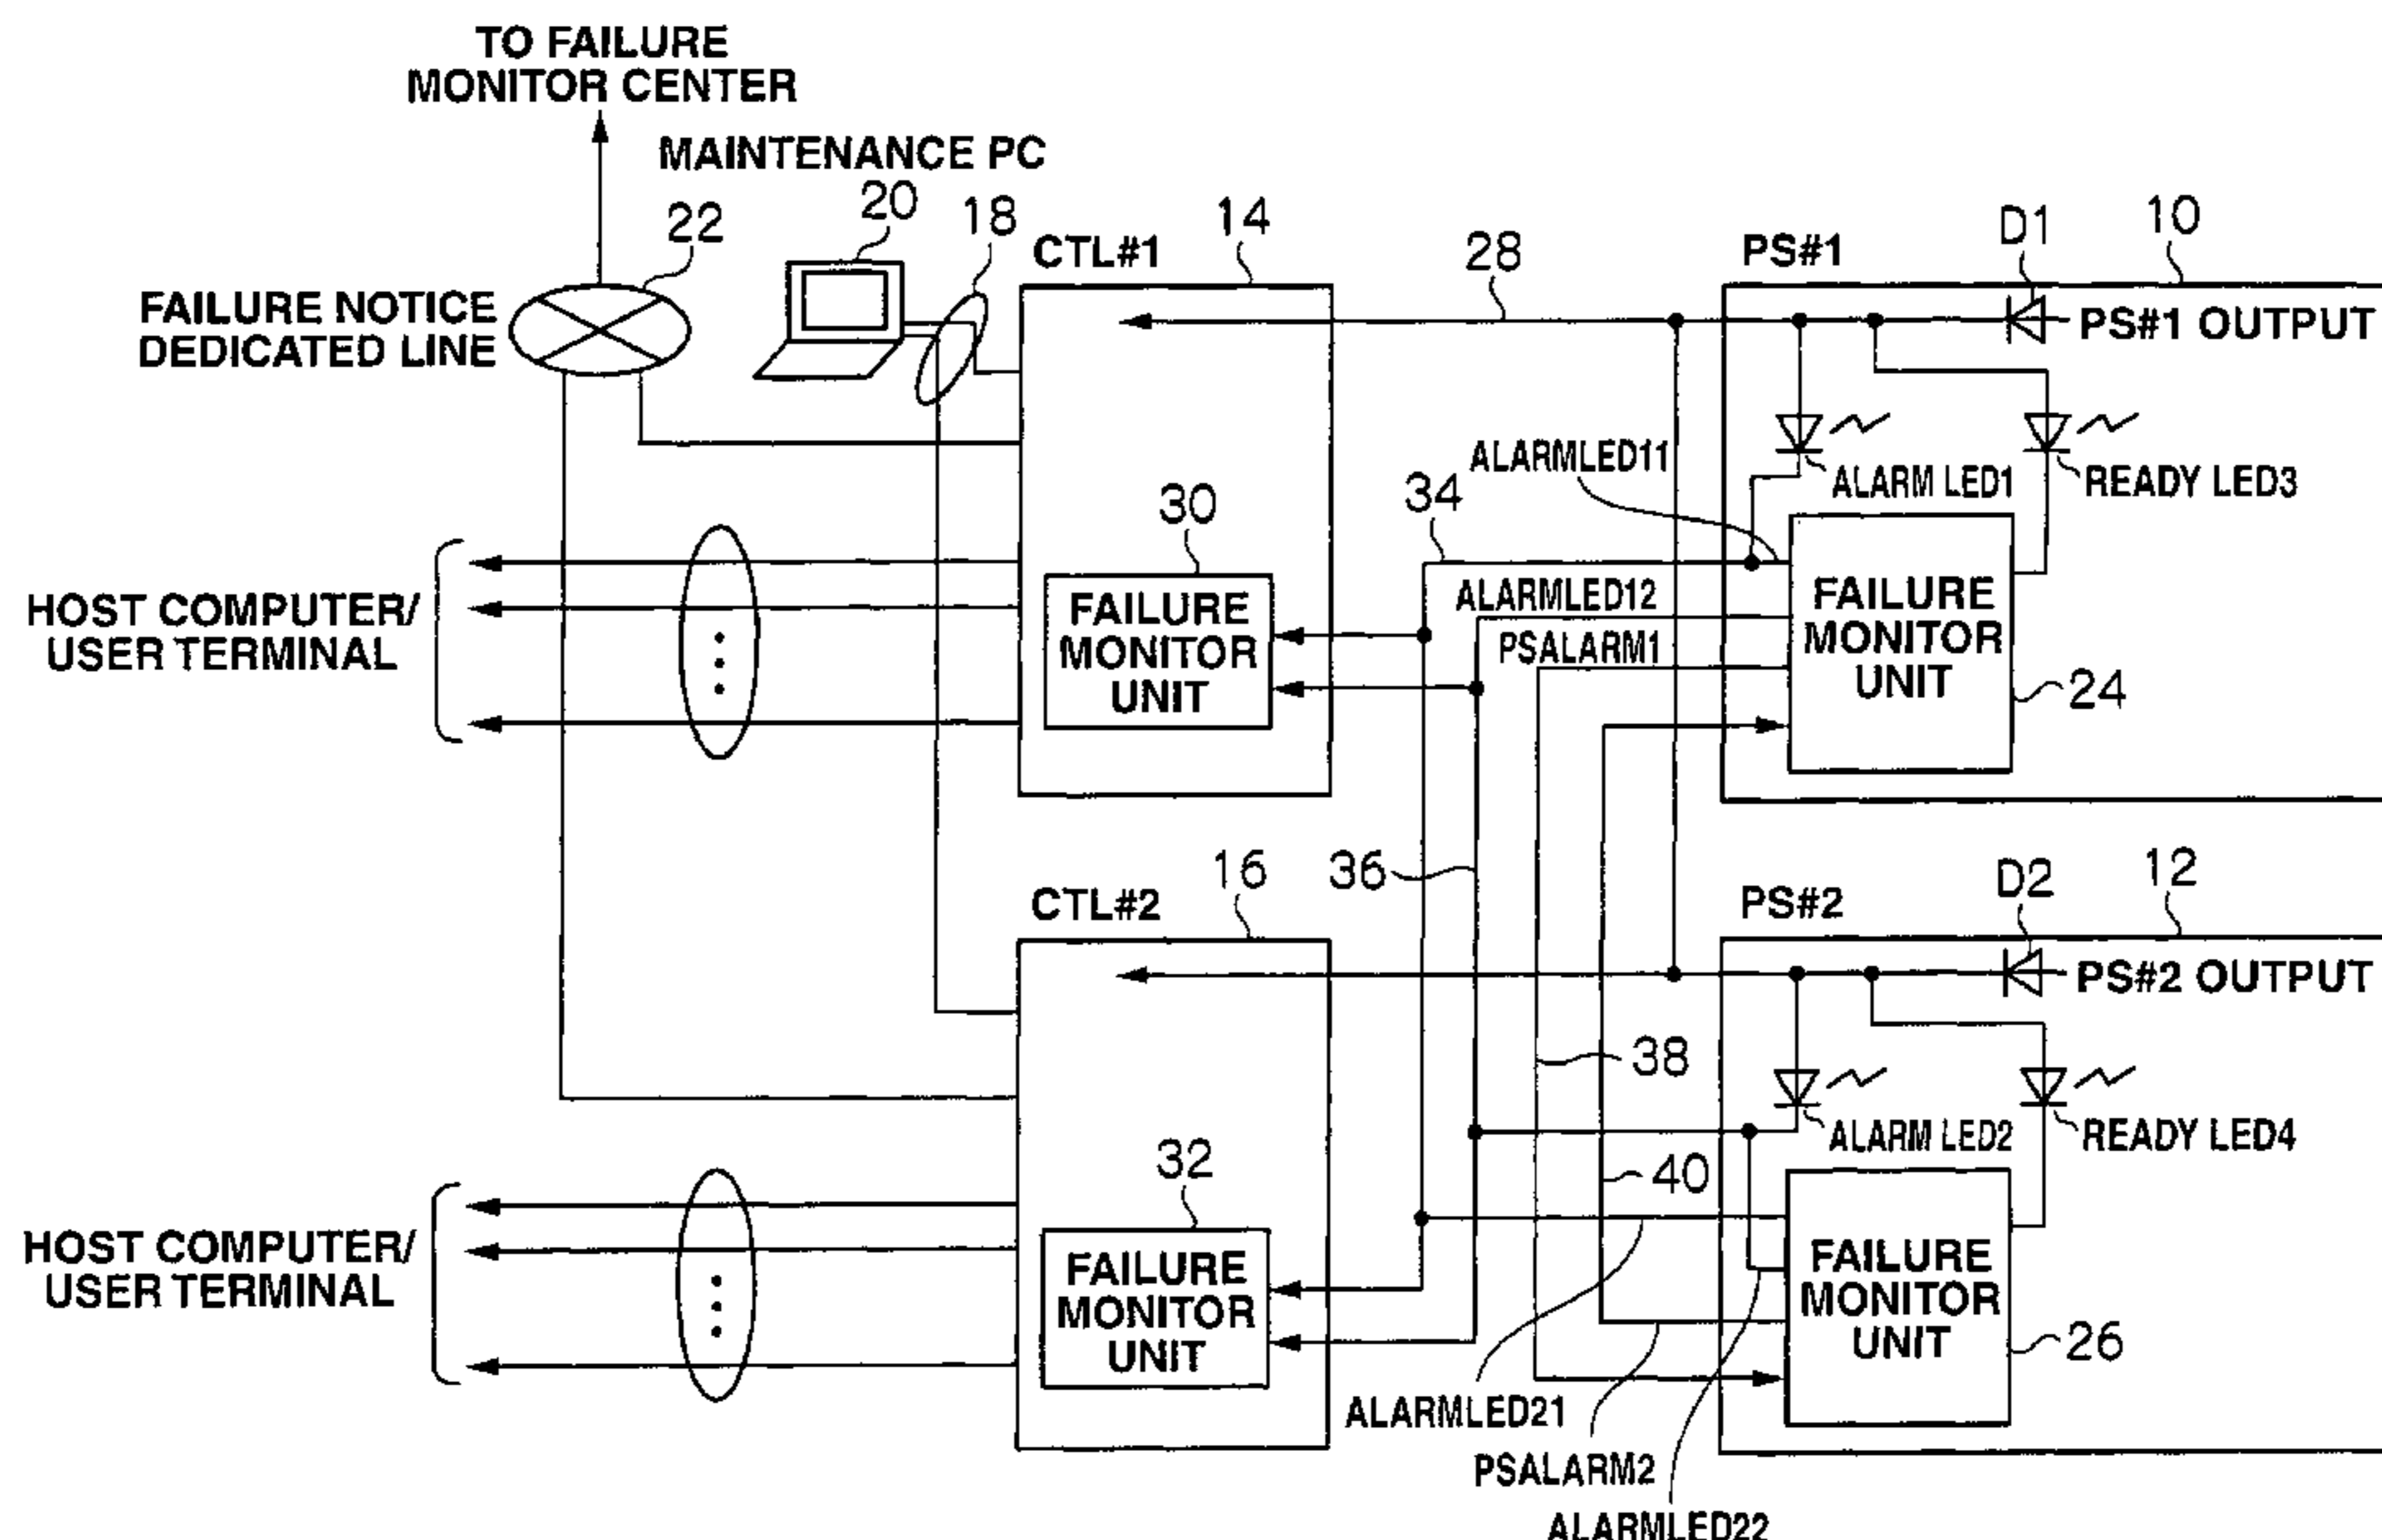 TO FAILURE
MONITOR CENTER
MAINTENANCE PC
20
18
22
FAILURE NOTICE
DEDICATED LINE
CTL#1
14
28
PS#1
D1
10
PS#1 OUTPUT
ALARMLED11
ALARM LED1
READY LED3
34
30
ALARMLED12
PSALARM1
HOST COMPUTER/
USER TERMINAL
FAILURE
MONITOR
UNIT
FAILURE
MONITOR
UNIT
24
CTL#2
16
36
PS#2
D2
12
PS#2 OUTPUT
38
ALARM LED2
READY LED4
40
32
HOST COMPUTER/
USER TERMINAL
FAILURE
MONITOR
UNIT
FAILURE
MONITOR
UNIT
26
ALARMLED21
PSALARM2
ALARMLED22